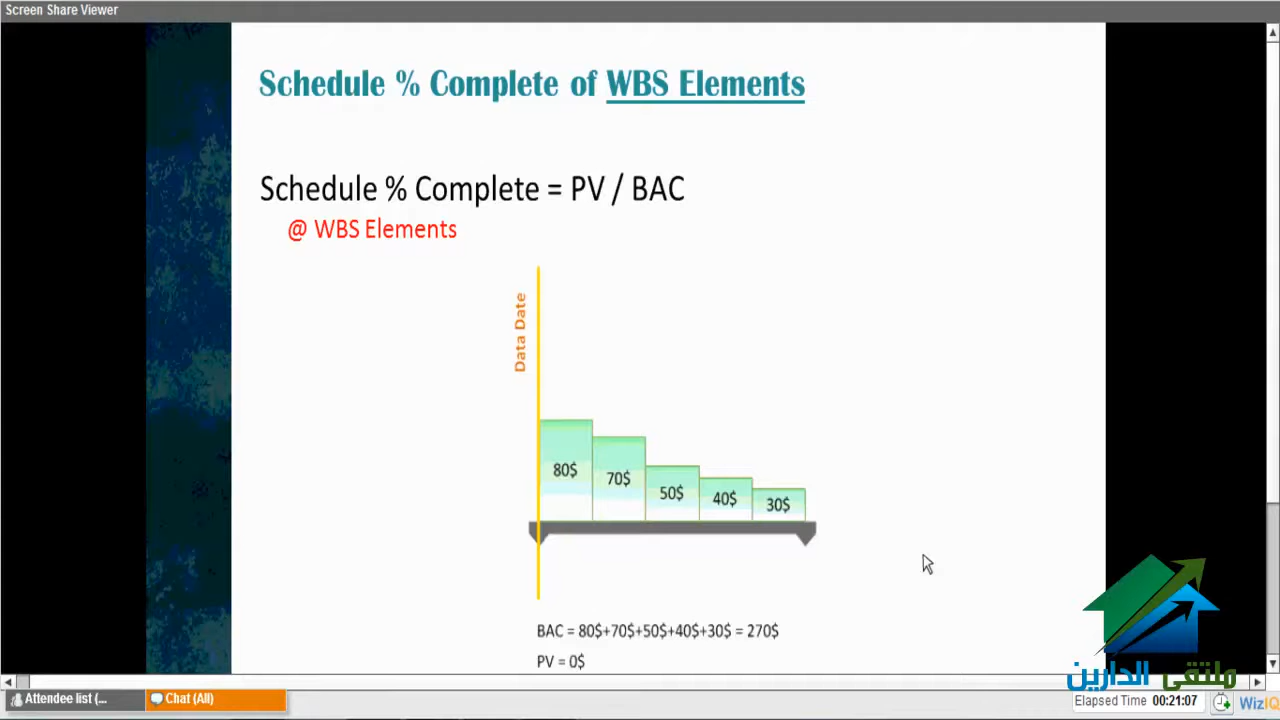 Screen Share Viewer
Schedule % Complete of WBS Elements
Schedule % Complete = PV / BAC
@ WBS Elements
Data Date
80$
70$
50$
40$
30$
BAC = 80$+70$+50$+40$+30$ = 270$
PV = 0$
ملتقى الدارين
Attendee list (...
Chat (All)
Elapsed Time 00:21:07
WizIQ